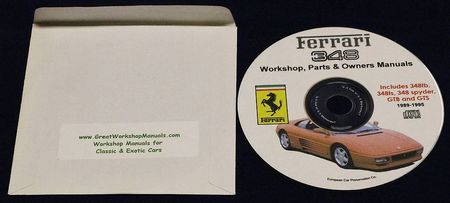 www.GreatWorkshopManuals.com
Workshop Manuals for
Classic & Exotic Cars
Ferrari
348
Workshop, Parts & Owners Manuals
Includes 348tb,
348ts, 348 spyder,
GTB and GTS
1989-1995
Ferrari
European Car Preservation Co.